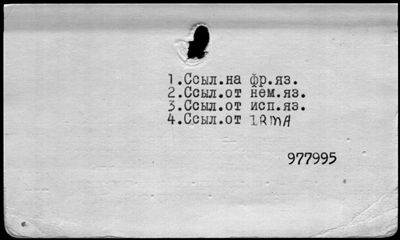 1.Ссыл.на фр.яз.
2.Ссыл.от нем.яз.
3.Ссыл.от исп.яз.
4.Ссыл.от IRMA
977995